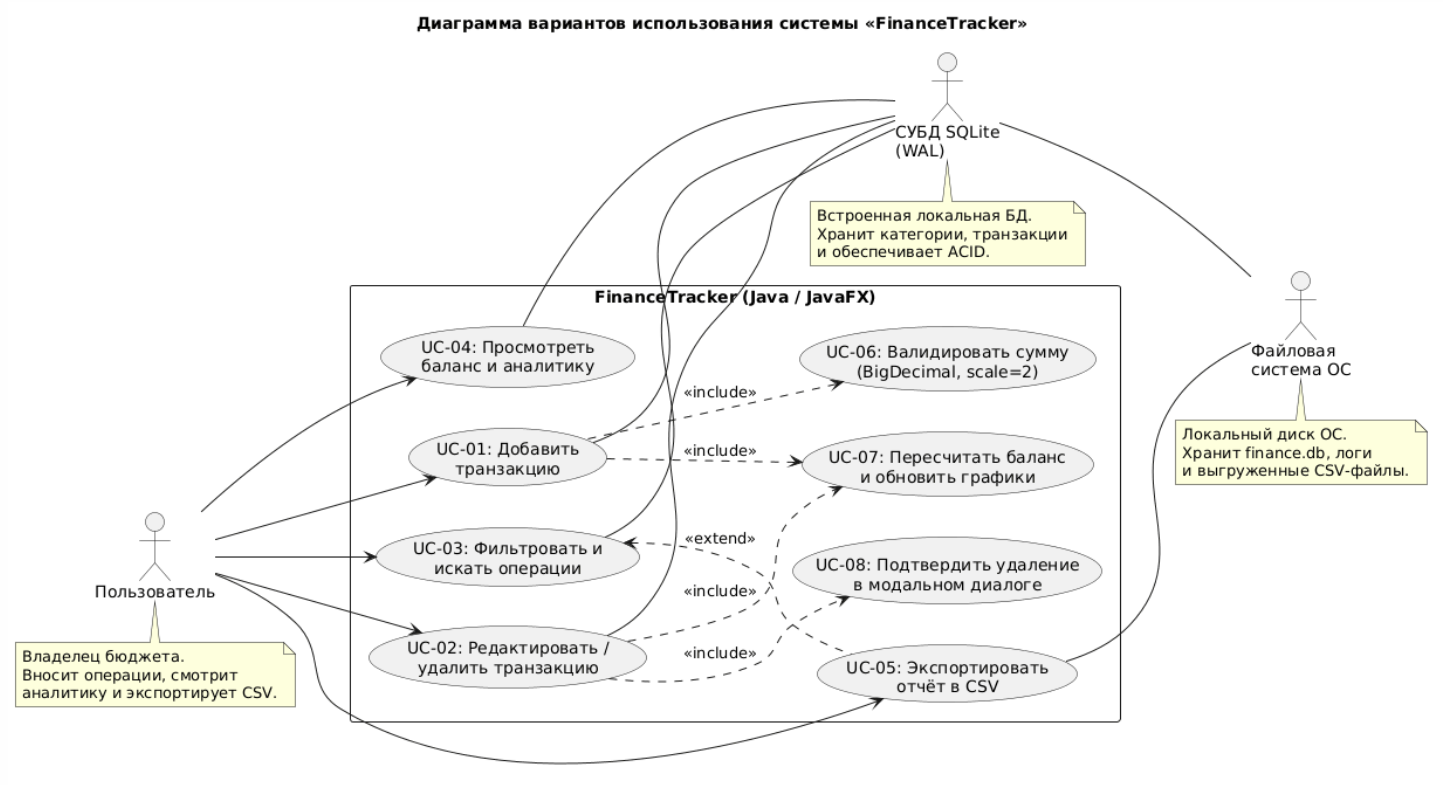 Диаграмма вариантов использования системы «FinanceTracker»
СУБД SQLite
(WAL)
Встроенная локальная БД.
Хранит категории, транзакции
и обеспечивает ACID.
FinanceTracker (Java / JavaFX)
UC-04: Просмотреть
баланс и аналитику
UC-06: Валидировать сумму
(BigDecimal, scale=2)
Файловая
система ОС
«include»
Локальный диск ОС.
Хранит finance.db, логи
и выгруженные CSV-файлы.
UC-01: Добавить
транзакцию
«include»
UC-07: Пересчитать баланс
и обновить графики
«extend»
UC-03: Фильтровать и
искать операции
UC-08: Подтвердить удаление
в модальном диалоге
«include»
Пользователь
Владелец бюджета.
Вносит операции, смотрит
аналитику и экспортирует CSV.
UC-02: Редактировать /
удалить транзакцию
«include»
UC-05: Экспортировать
отчёт в CSV